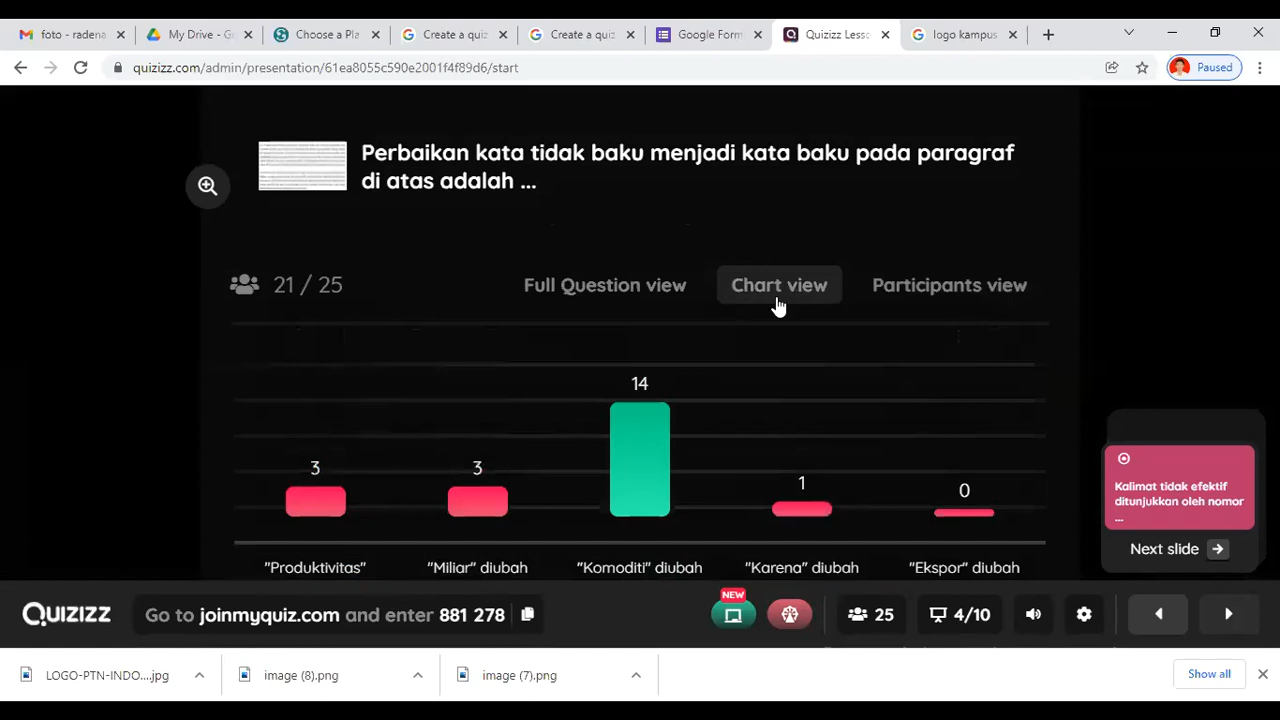 foto - radena
My Drive - G
Choose a Pla
Create a quiz
Create a quiz
Google Form
Quizizz Lesso
logo kampus
quizizz.com/admin/presentation/61ea8055c590e2001f4f89d6/start
Paused
Perbaikan kata tidak baku menjadi kata baku pada paragraf
di atas adalah ...
21 / 25
Full Question view
Chart view
Participants view
3
3
14
1
0
"Produktivitas"
"Miliar" diubah
"Komoditi" diubah
"Karena" diubah
"Ekspor" diubah
Kalimat tidak efektif
ditunjukkan oleh nomor
...
Next slide
NEW
Quizizz
Go to joinmyquiz.com and enter 881 278
25
4/10
LOGO-PTN-INDO....jpg
image (8).png
image (7).png
Show all